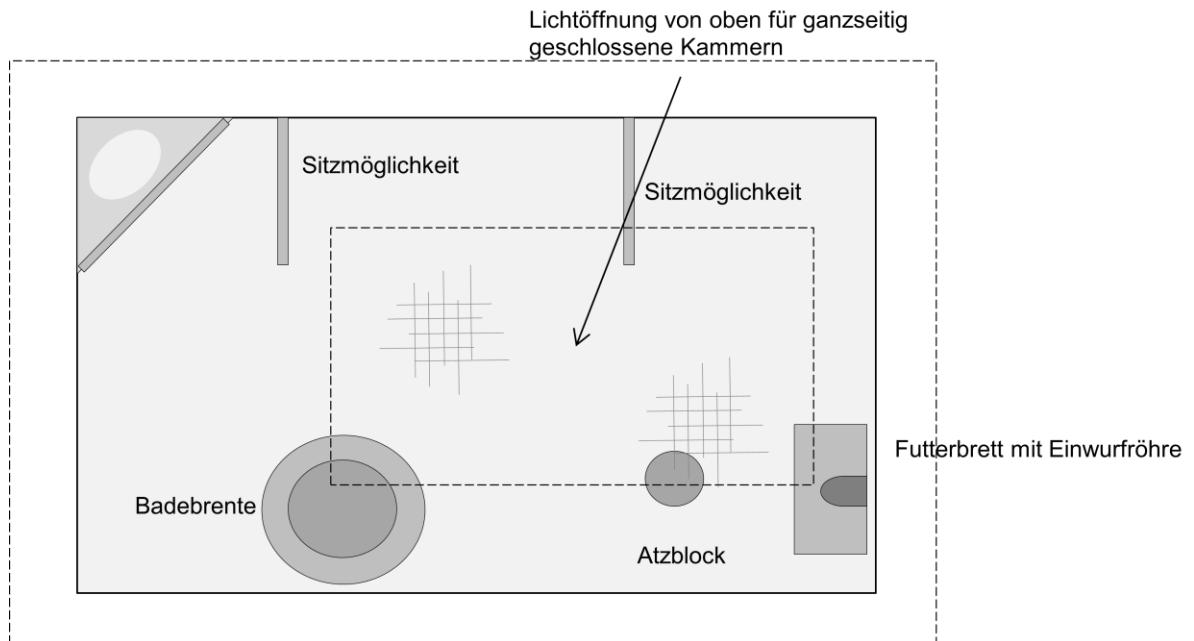 Lichtöffnung von oben für ganzseitig
geschlossene Kammern
Sitzmöglichkeit
Sitzmöglichkeit
Futterbrett mit Einwurfröhre
Badebrente
Atzblock